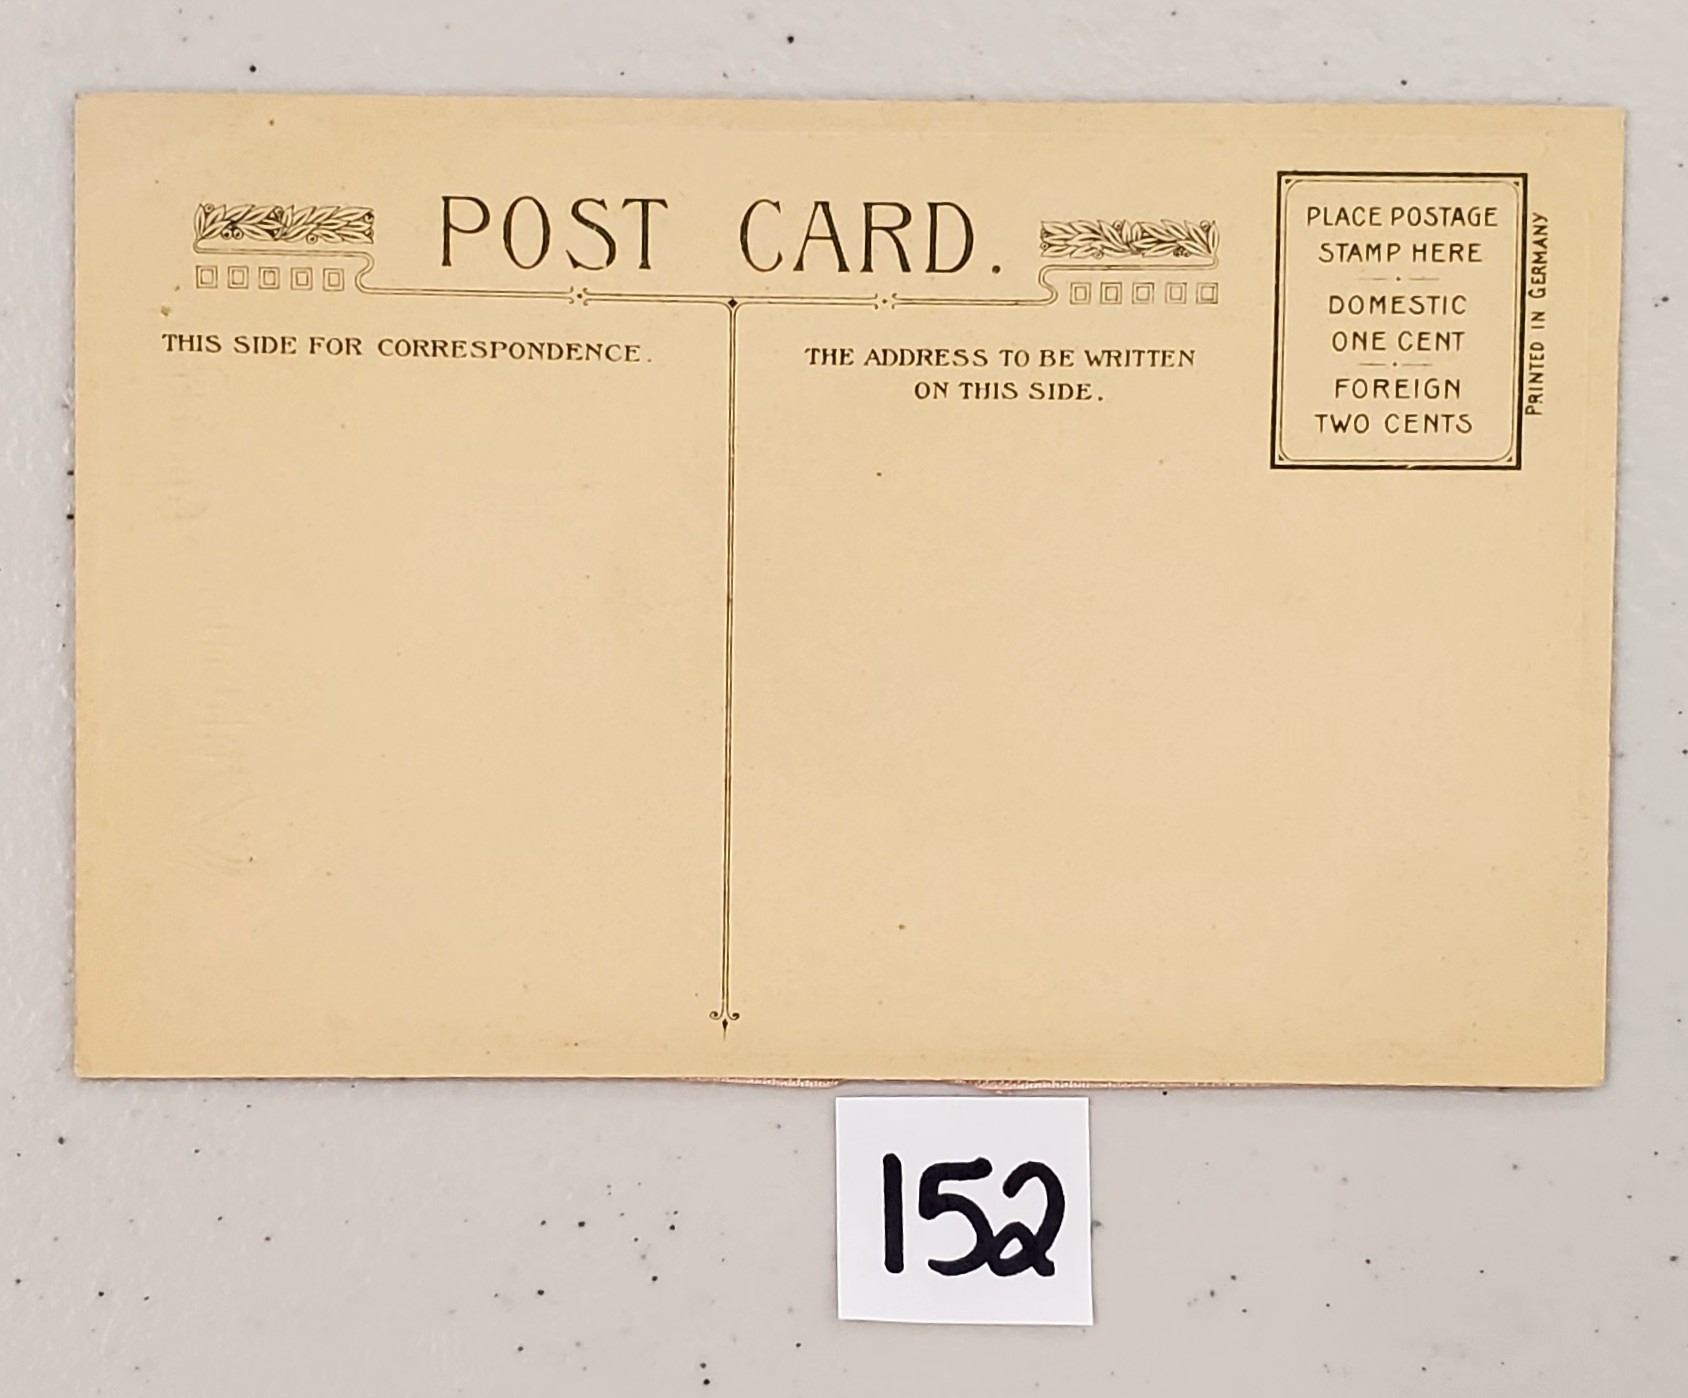 POST CARD.
THIS SIDE FOR CORRESPONDENCE.
THE ADDRESS TO BE WRITTEN
ON THIS SIDE.
PLACE POSTAGE
STAMP HERE
DOMESTIC
ONE CENT
FOREIGN
TWO CENTS
PRINTED IN GERMANY
152